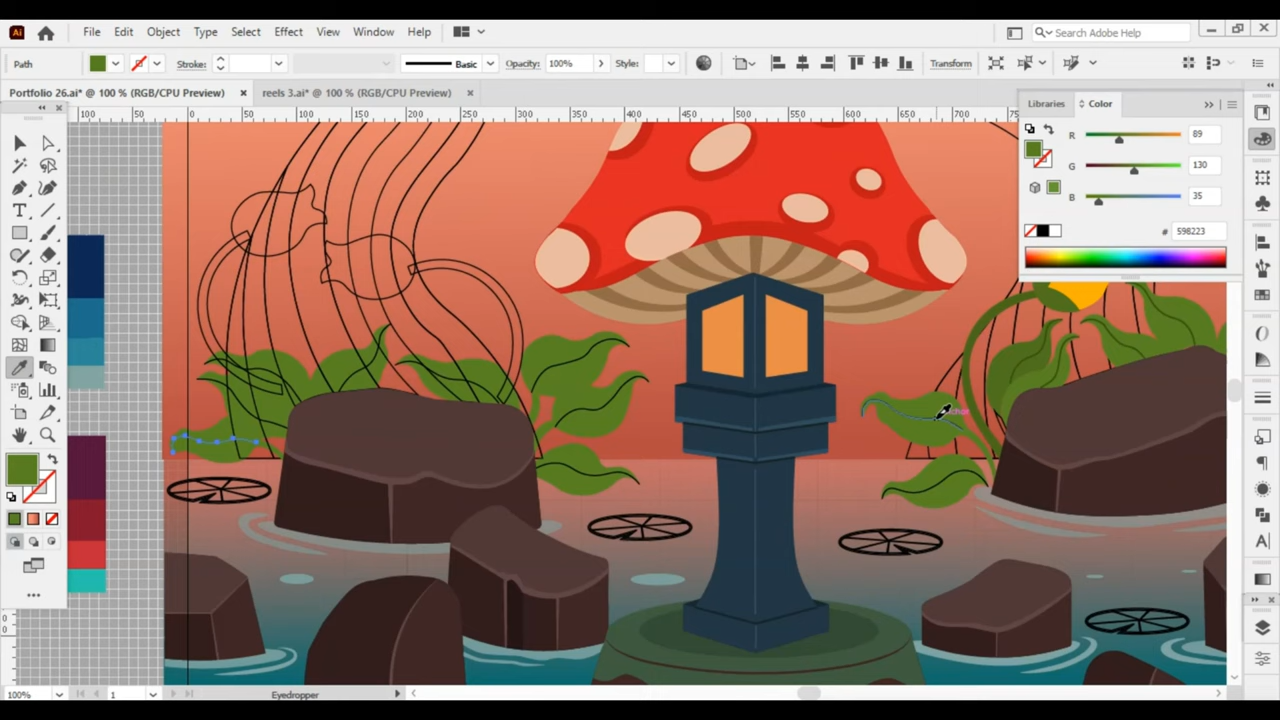 Ai File Edit Object Type Select Effect View Window Help Search Adobe Help
Path Stroke: Basic Opacity: 100% Style: Transform
Portfolio 26.ai* @ 100 % (RGB/CPU Preview) × reels 3.ai* @ 100 % (RGB/CPU Preview) ×
100 50 0 50 100 150 200 250 300 350 400 450 500 550 600 650 700
Libraries Color
R 89
G 130
B 35
# 598223
100% 1 Eyedropper